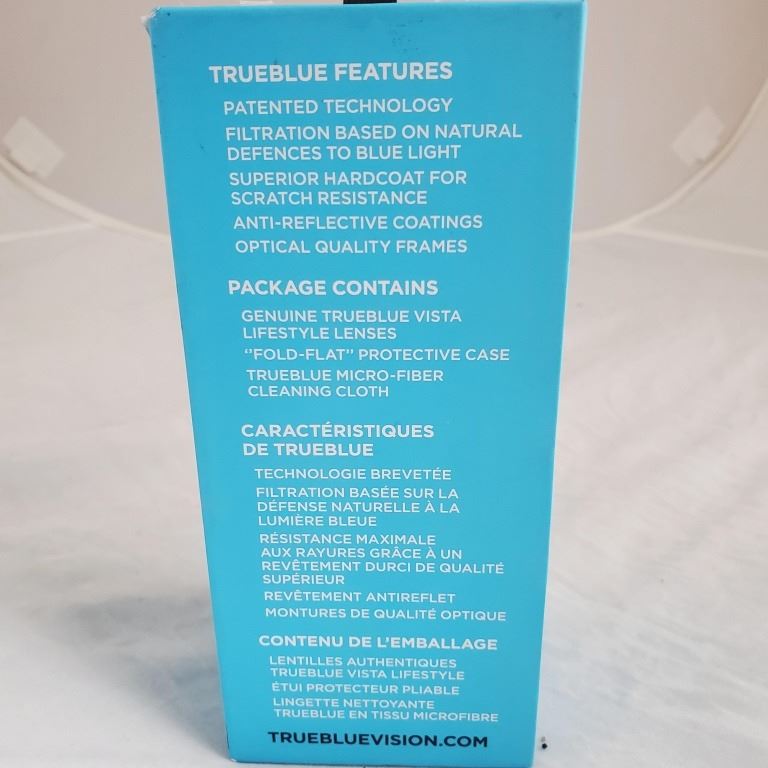 TRUEBLUE FEATURES
PATENTED TECHNOLOGY
FILTRATION BASED ON NATURAL
DEFENCES TO BLUE LIGHT
SUPERIOR HARDCOAT FOR
SCRATCH RESISTANCE
ANTI-REFLECTIVE COATINGS
OPTICAL QUALITY FRAMES
PACKAGE CONTAINS
GENUINE TRUEBLUE VISTA
LIFESTYLE LENSES
‘’FOLD-FLAT’’ PROTECTIVE CASE
TRUEBLUE MICRO-FIBER
CLEANING CLOTH
CARACTÉRISTIQUES
DE TRUEBLUE
TECHNOLOGIE BREVETÉE
FILTRATION BASÉE SUR LA
DÉFENSE NATURELLE À LA
LUMIÈRE BLEUE
RÉSISTANCE MAXIMALE
AUX RAYURES GRÂCE À UN
REVÊTEMENT DURCI DE QUALITÉ
SUPÉRIEUR
REVÊTEMENT ANTIREFLET
MONTURES DE QUALITÉ OPTIQUE
CONTENU DE L'EMBALLAGE
LENTILLES AUTHENTIQUES
TRUEBLUE VISTA LIFESTYLE
ÉTUI PROTECTEUR PLIABLE
LINGETTE NETTOYANTE
TRUEBLUE EN TISSU MICROFIBRE
TRUEBLUEVISION.COM